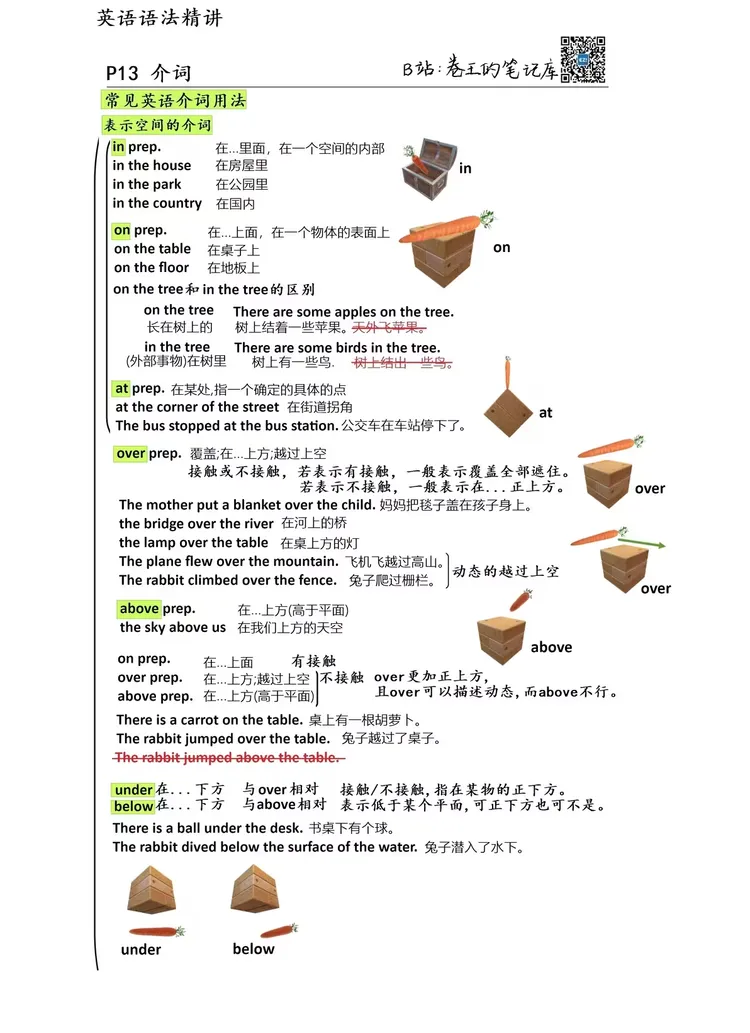 英语语法精讲
P13 介词
B站:卷王的笔记库
常见英语介词用法
表示空间的介词
in prep. 在...里面，在一个空间的内部
in the house 在房屋里
in the park 在公园里
in the country 在国内
in
on prep. 在...上面，在一个物体的表面上
on the table 在桌子上
on the floor 在地板上
on
on the tree和in the tree的区别
on the tree There are some apples on the tree.
长在树上的 树上结着一些苹果。天外飞苹果。
in the tree There are some birds in the tree.
(外部事物)在树里 树上有一些鸟. 树上结出一些鸟。
at prep. 在某处,指一个确定的具体的点
at the corner of the street 在街道拐角
The bus stopped at the bus station. 公交车在车站停下了。
at
over prep. 覆盖;在...上方;越过上空
接触或不接触，若表示有接触，一般表示覆盖全部遮住。
若表示不接触，一般表示在...正上方。
over
The mother put a blanket over the child. 妈妈把毯子盖在孩子身上。
the bridge over the river 在河上的桥
the lamp over the table 在桌上方的灯
The plane flew over the mountain. 飞机飞越过高山。
The rabbit climbed over the fence. 兔子爬过栅栏。
动态的越过上空
over
above prep. 在...上方(高于平面)
the sky above us 在我们上方的天空
above
on prep. 在...上面 有接触
over prep. 在...上方;越过上空
above prep. 在...上方(高于平面)
不接触
over更加正上方,
且over可以描述动态,而above不行。
There is a carrot on the table. 桌上有一根胡萝卜。
The rabbit jumped over the table. 兔子越过了桌子。
The rabbit jumped above the table.
under 在...下方 与over相对 接触/不接触,指在某物的正下方。
below 在...下方 与above相对 表示低于某个平面,可正下方也可不是。
There is a ball under the desk. 书桌下有个球。
The rabbit dived below the surface of the water. 兔子潜入了水下。
under
below